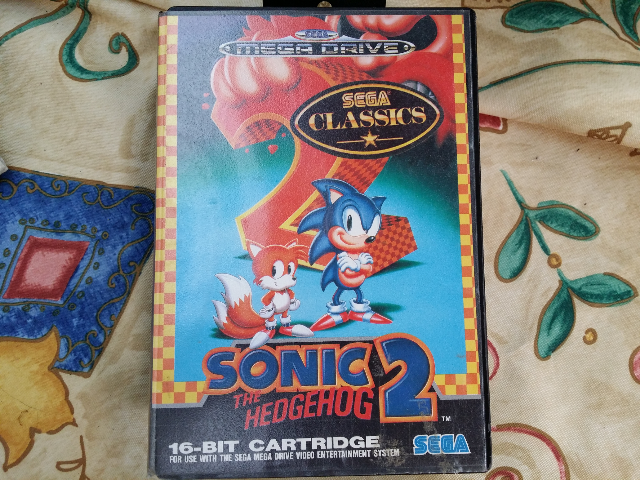 SEGA
MEGA DRIVE
SEGA
CLASSICS
2
SONIC
THE
HEDGEHOG 2
TM
16-BIT CARTRIDGE
FOR USE WITH THE SEGA MEGA DRIVE VIDEO ENTERTAINMENT SYSTEM
SEGA